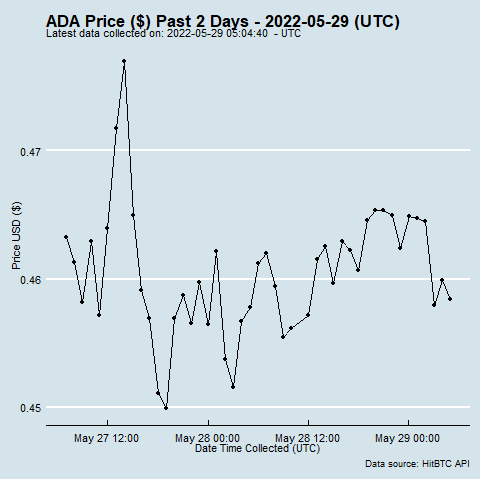 ADA Price ($) Past 2 Days - 2022-05-29 (UTC)
Latest data collected on: 2022-05-29 05:04:40 - UTC
0.47
0.46
0.45
Price USD ($)
May 27 12:00 May 28 00:00 May 28 12:00 May 29 00:00
Date Time Collected (UTC)
Data source: HitBTC API